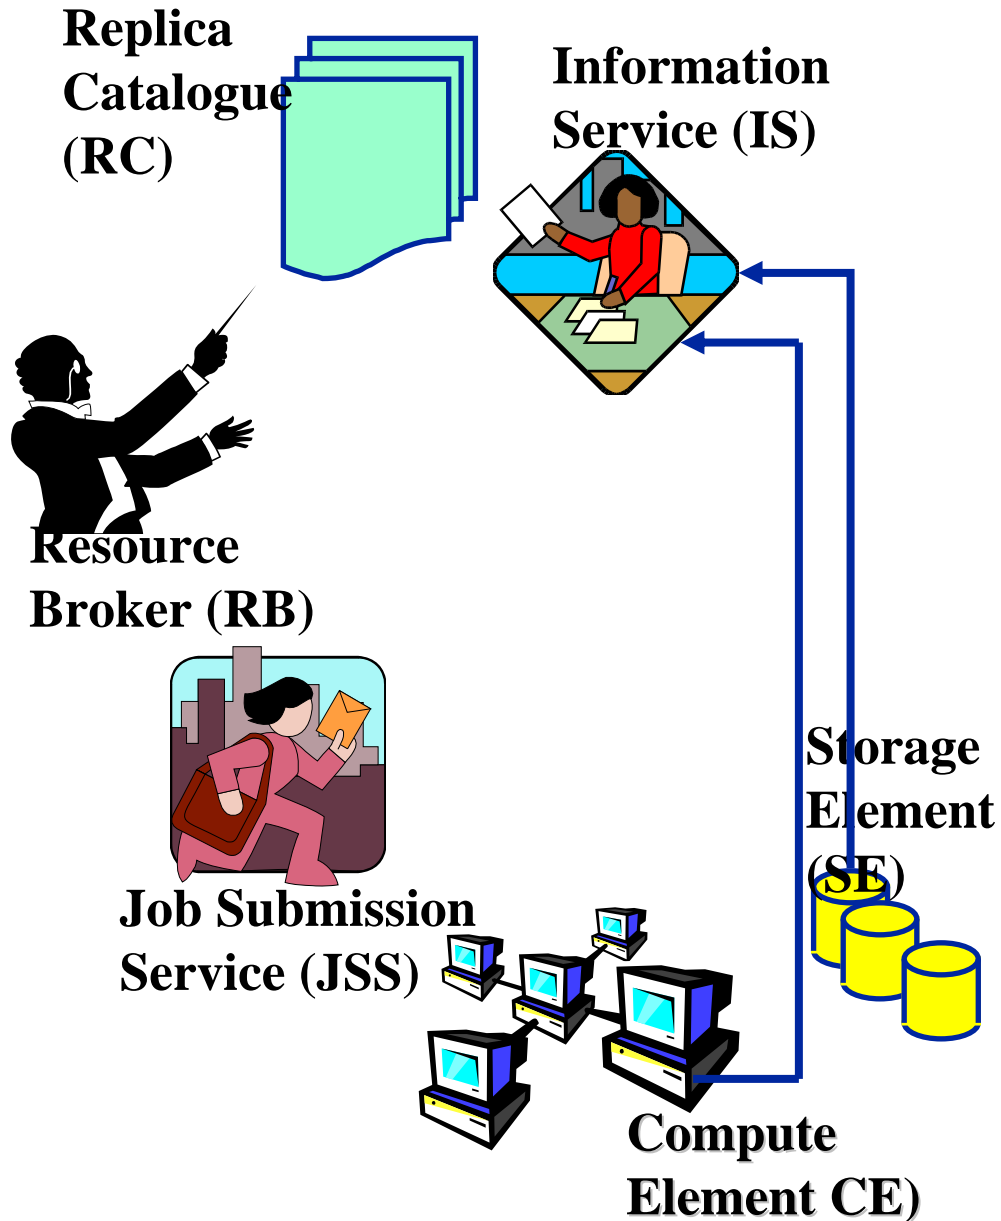 Replica
Catalogue
(RC)
Information
Service (IS)
Resource
Broker (RB)
Storage
Element
(SE)
Job Submission
Service (JSS)
Compute
Element CE)